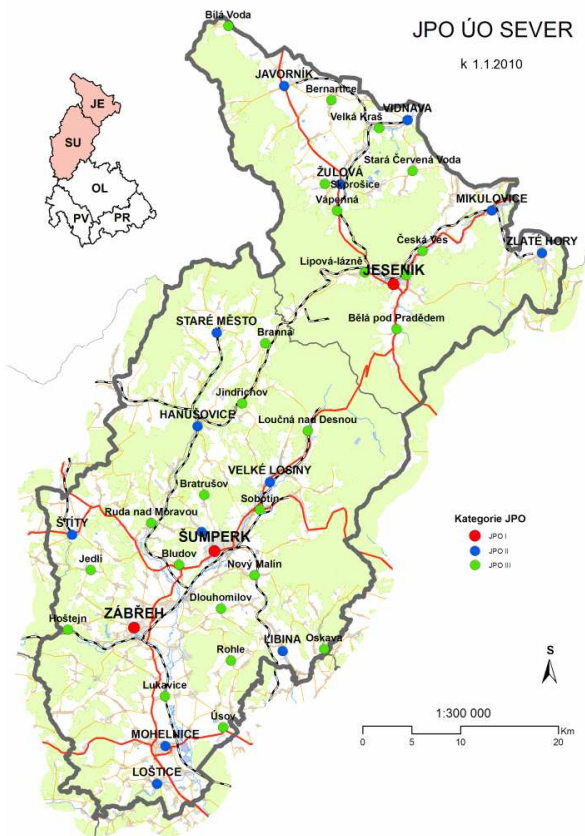 JPO ÚO SEVER
k 1.1.2010
Bílá Voda
JAVORNÍK
Bernartice
VIDNAVA
Velká Kraš
Stará Červená Voda
ŽULOVÁ
Skorošice
Vápenná
MIKULOVICE
Česká Ves
ZLATÉ HORY
Lipová-lázně
JESENÍK
Bělá pod Pradědem
JE
SU
OL
PV
PR
STARÉ MĚSTO
Branná
Jindřichov
HANUŠOVICE
Loučná nad Desnou
VELKÉ LOSINY
Bratrušov
Sobotín
Ruda nad Moravou
ŠTÍTY
ŠUMPERK
Bludov
Nový Malín
Jedlí
Dlouhomilov
ZÁBŘEH
Hoštejn
LIBINA
Oskava
Rohle
Lukavice
Úsov
MOHELNICE
LOŠTICE
Kategorie JPO
JPO I
JPO II
JPO III
S
1:300 000
0 5 10 20
Km